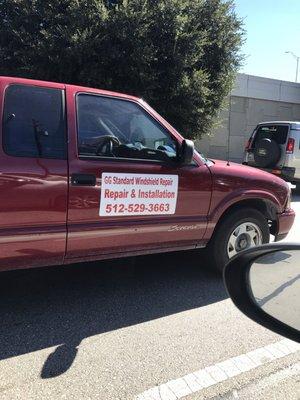 GG Standard Windshield Repair
Repair & Installation
512-529-3663
Sonoma